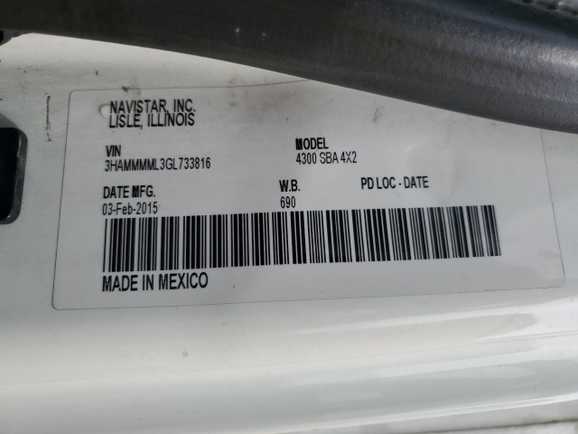 NAVISTAR, INC.
LISLE, ILLINOIS
VIN MODEL
3HAMMMML3GL733816 4300 SBA 4X2
DATE MFG. W.B. PD LOC - DATE
03-Feb-2015 690
MADE IN MEXICO